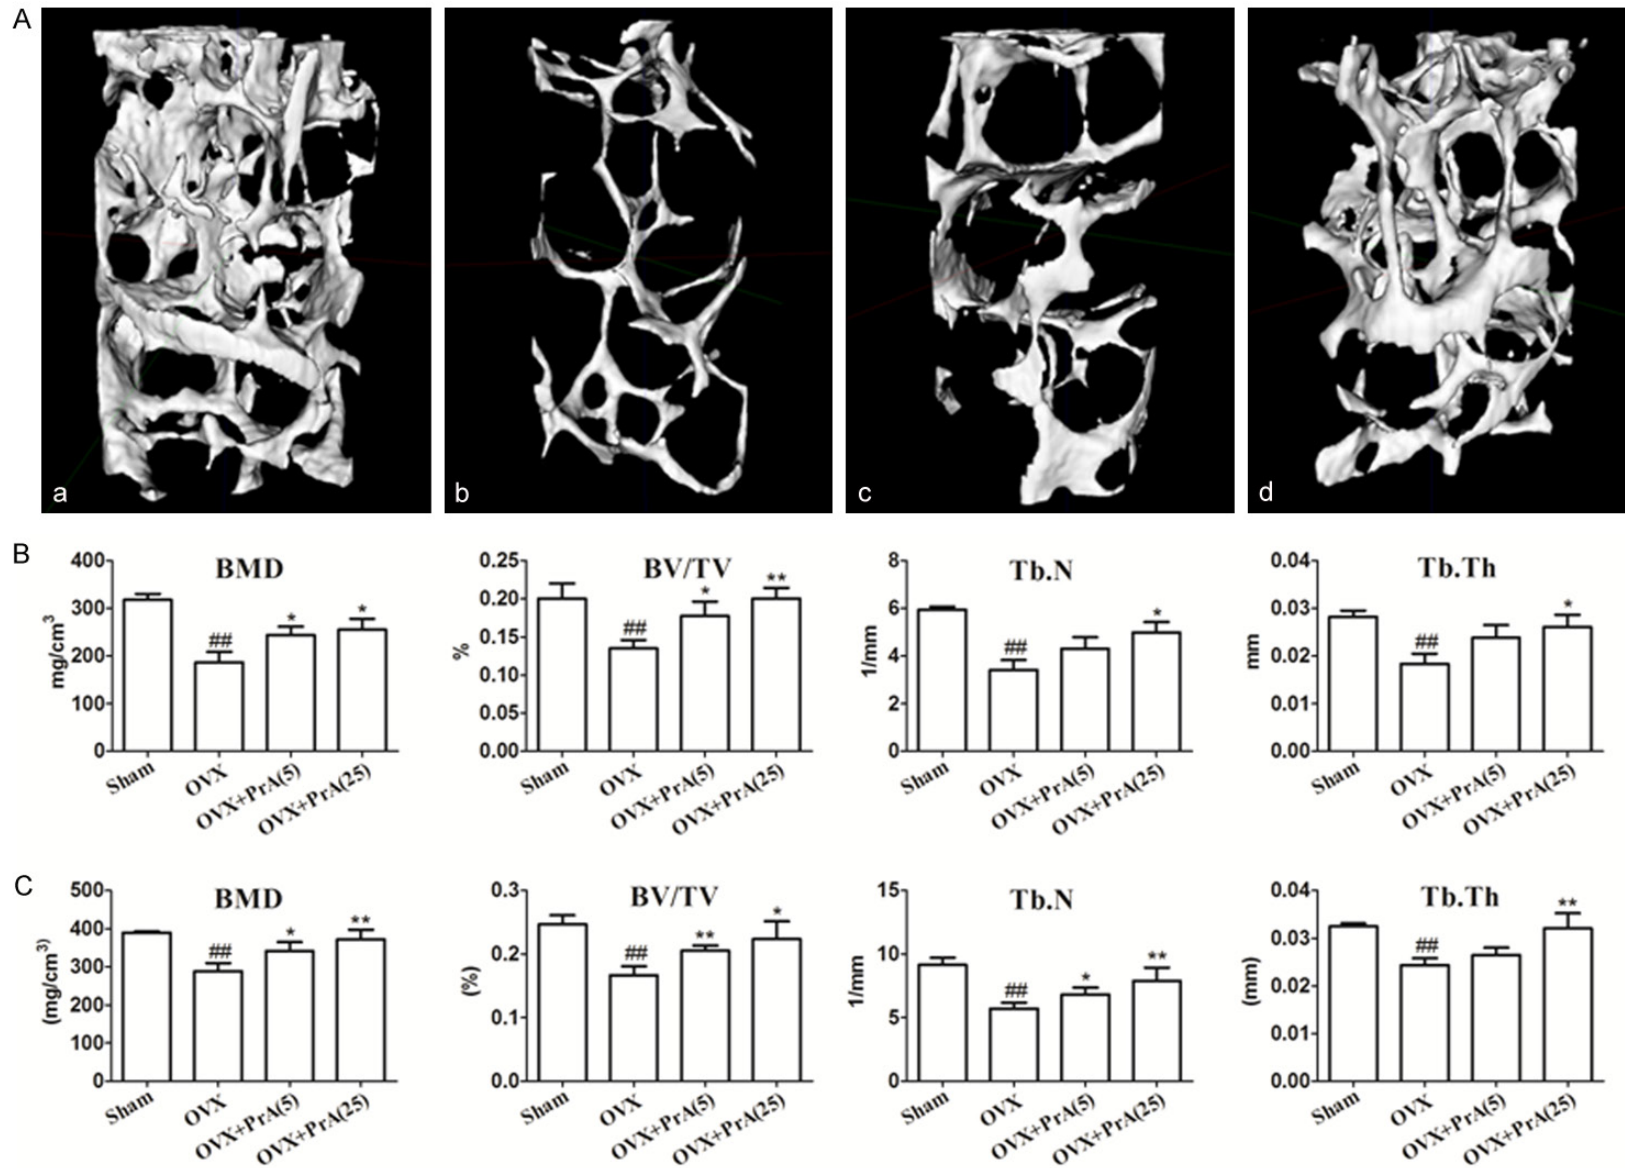 A
a
b
c
d
B
BMD
mg/cm3
400
300
200
100
0
##
*
*
Sham
OVX
OVX+PrA(5)
OVX+PrA(25)
BV/TV
%
0.25
0.20
0.15
0.10
0.05
0.00
##
*
**
Sham
OVX
OVX+PrA(5)
OVX+PrA(25)
Tb.N
1/mm
8
6
4
2
0
##
*
Sham
OVX
OVX+PrA(5)
OVX+PrA(25)
Tb.Th
mm
0.04
0.03
0.02
0.01
0.00
##
*
Sham
OVX
OVX+PrA(5)
OVX+PrA(25)
C
BMD
(mg/cm3)
500
400
300
200
100
0
##
*
**
Sham
OVX
OVX+PrA(5)
OVX+PrA(25)
BV/TV
(%)
0.3
0.2
0.1
0.0
##
**
*
Sham
OVX
OVX+PrA(5)
OVX+PrA(25)
Tb.N
1/mm
15
10
5
0
##
*
**
Sham
OVX
OVX+PrA(5)
OVX+PrA(25)
Tb.Th
(mm)
0.04
0.03
0.02
0.01
0.00
##
**
Sham
OVX
OVX+PrA(5)
OVX+PrA(25)